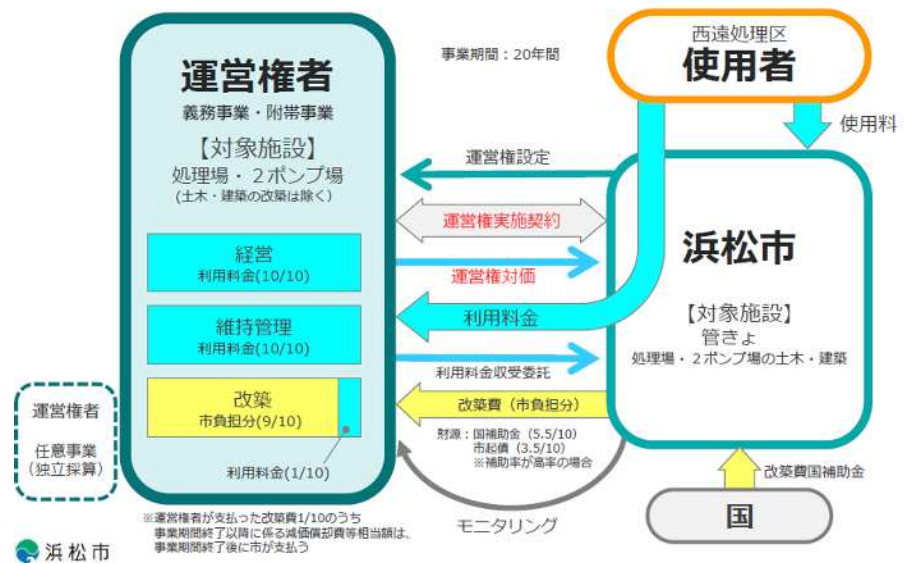 運営権者
義務事業・附帯事業
【対象施設】
処理場・２ポンプ場
(土木・建築の改築は除く）
経営
利用料金(10/10)
維持管理
利用料金(10/10)
改築
市負担分(9/10)
利用料金(1/10)
運営権者
任意事業
（独立採算）
※運営権者が支払った改築費1/10のうち
事業期間終了以降に係る減価償却費等相当額は、
事業期間終了後に市が支払う
浜松市
事業期間：20年間
運営権設定
運営権実施契約
運営権対価
利用料金
利用料金収受委託
改築費（市負担分）
財源：国補助金（5.5/10）
市起債（3.5/10）
※補助率が高率の場合
モニタリング
西遠処理区
使用者
使用料
浜松市
【対象施設】
管きょ
処理場・２ポンプ場の土木・建築
改築費国補助金
国